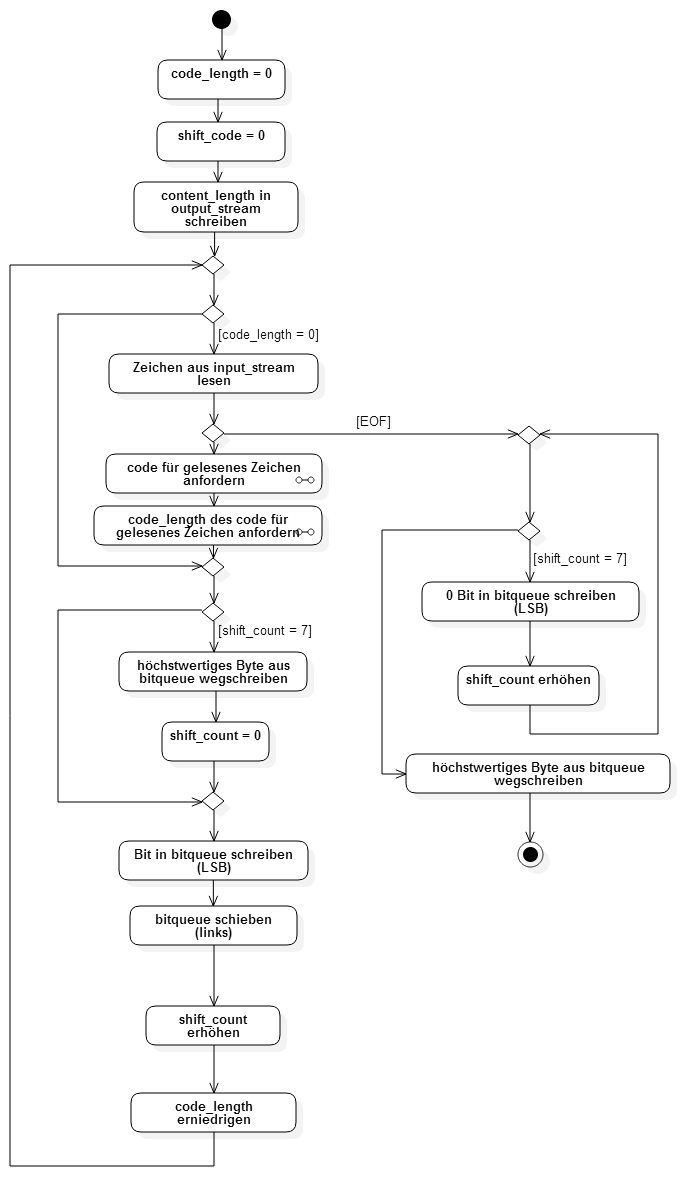 code_length = 0
shift_code = 0
content_length in
output_stream
schreiben
[code_length = 0]
Zeichen aus input_stream
lesen
[EOF]
code für gelesenes Zeichen
anfordern
code_length des code für
gelesenes Zeichen anfordern
[shift_count = 7]
höchstwertiges Byte aus
bitqueue wegschreiben
shift_count = 0
Bit in bitqueue schreiben
(LSB)
bitqueue schieben
(links)
shift_count
erhöhen
code_length
erniedrigen
[shift_count = 7]
0 Bit in bitqueue schreiben
(LSB)
shift_count erhöhen
höchstwertiges Byte aus bitqueue
wegschreiben